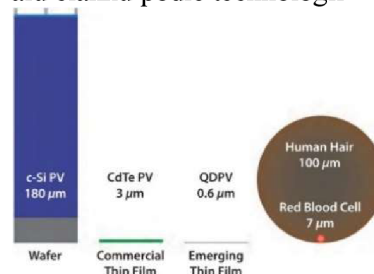 c-Si PV
180 µm
CdTe PV
3 µm
QDPV
0.6 µm
Human Hair
100 µm
Red Blood Cell
7 µm
Wafer
Commercial
Thin Film
Emerging
Thin Film